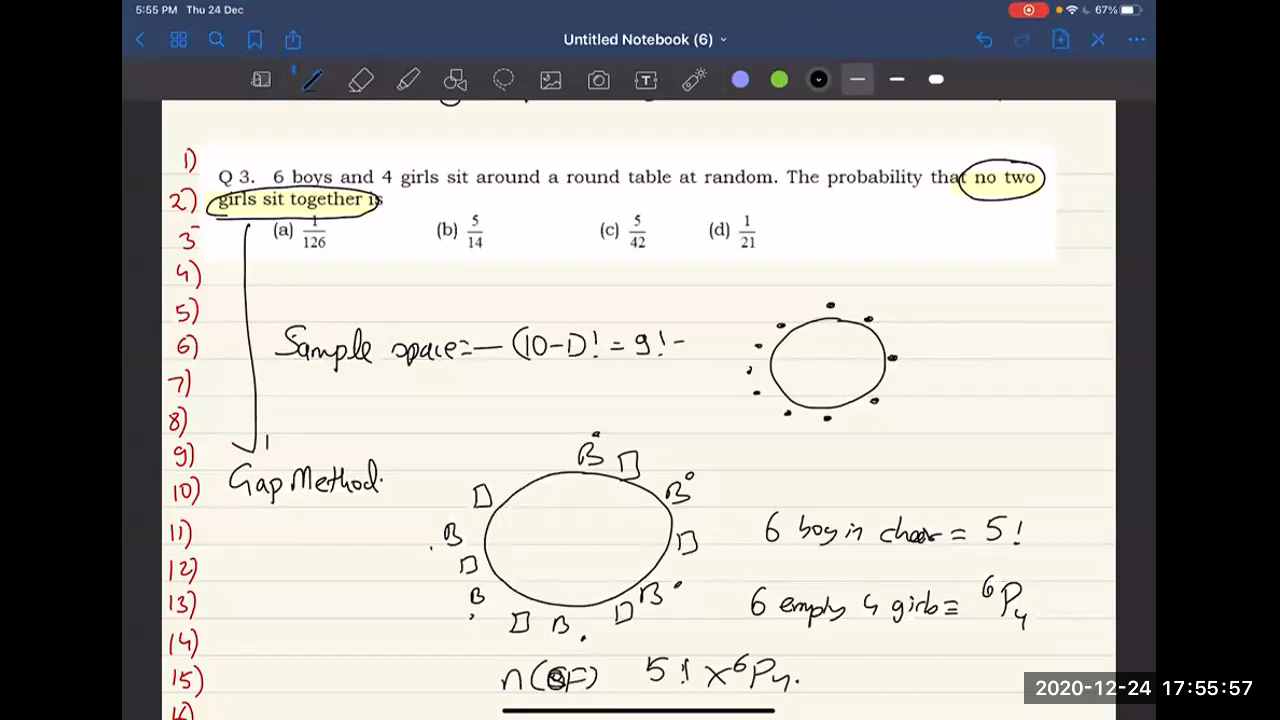 5:55 PM Thu 24 Dec
67%
Untitled Notebook (6)
1)
Q 3. 6 boys and 4 girls sit around a round table at random. The probability that no two
2) girls sit together is
3 (a) 1/126 (b) 5/14 (c) 5/42 (d) 1/21
4)
5)
6) Sample space = (10-1)! = 9!
7)
8)
9)
10) Gap Method.
B B B B B B
11) 6 boy in chair = 5!
12)
13) 6 empty 4 girls = ⁶P₄
14)
15) 5! x ⁶P₄.
2020-12-24 17:55:57